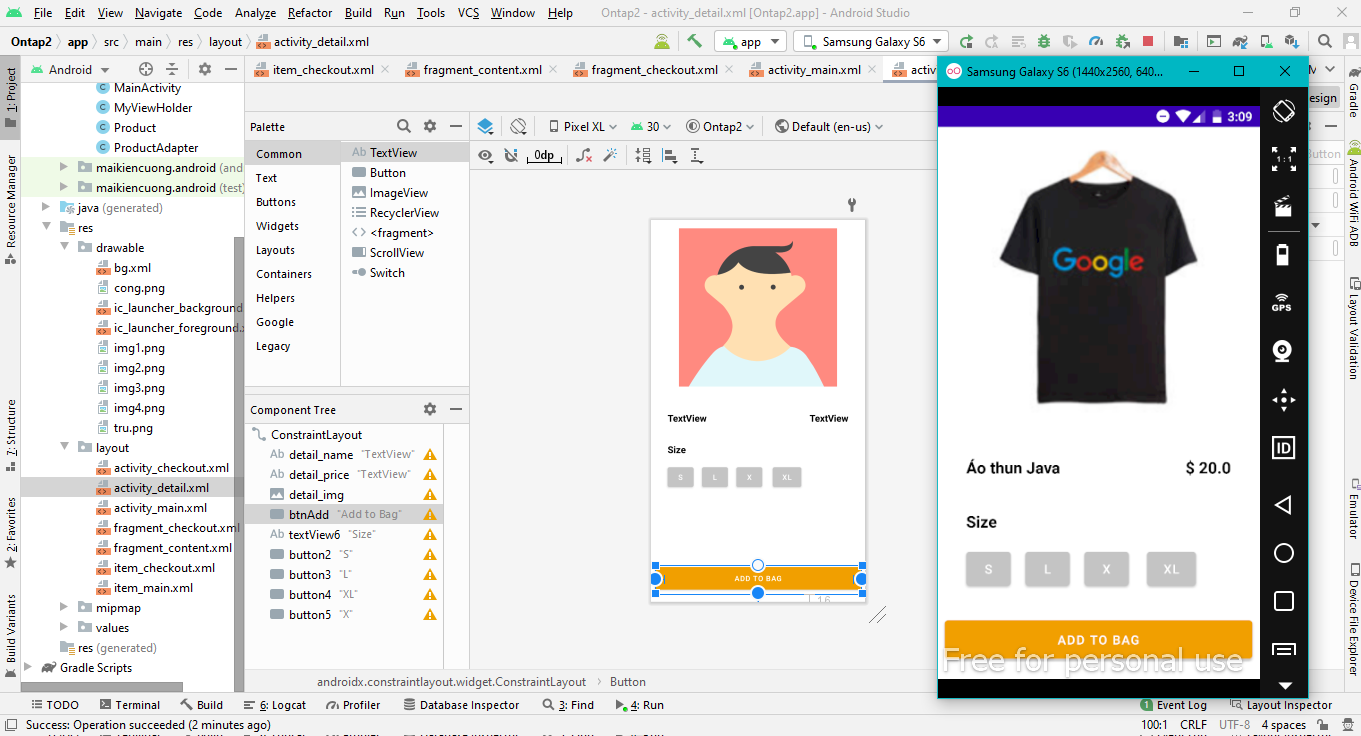 File Edit View Navigate Code Analyze Refactor Build Run Tools VCS Window Help Ontap2 - activity_detail.xml [Ontap2.app] - Android Studio
Ontap2 app src main res layout activity_detail.xml app Samsung Galaxy S6
1: Project
Resource Manager
Z: Structure
2: Favorites
Build Variants
Android
MainActivity
MyViewHolder
Product
ProductAdapter
maikiencuong.android (and
maikiencuong.android (test)
java (generated)
res
drawable
bg.xml
cong.png
ic_launcher_background
ic_launcher_foreground.x
img1.png
img2.png
img3.png
img4.png
tru.png
layout
activity_checkout.xml
activity_detail.xml
activity_main.xml
fragment_checkout.xml
fragment_content.xml
item_checkout.xml
item_main.xml
mipmap
values
res (generated)
Gradle Scripts
item_checkout.xml fragment_content.xml fragment_checkout.xml activity_main.xml activ
esign
Palette
Common
Text
Buttons
Widgets
Layouts
Containers
Helpers
Google
Legacy
Ab TextView
Button
ImageView
RecyclerView
<fragment>
ScrollView
Switch
Pixel XL 30 Ontap2 Default (en-us)
0dp
Button
Component Tree
ConstraintLayout
Ab detail_name "TextView"
Ab detail_price "TextView"
detail_img
btnAdd "Add to Bag"
Ab textView6 "Size"
button2 "S"
button3 "L"
button4 "XL"
button5 "X"
TextView TextView
Size
S L X XL
ADD TO BAG
16
androidx.constraintlayout.widget.ConstraintLayout Button
Samsung Galaxy S6 (1440x2560, 640...
3:09
Google
Áo thun Java $ 20.0
Size
S L X XL
ADD TO BAG
Free for personal use
1:1
GPS
ID
Gradle
Android WiFi ADB
Layout Validation
Emulator
Device File Explorer
TODO Terminal Build 6: Logcat Profiler Database Inspector 3: Find 4: Run 1 Event Log Layout Inspector
Success: Operation succeeded (2 minutes ago) 100:1 CRLF UTF-8 4 spaces